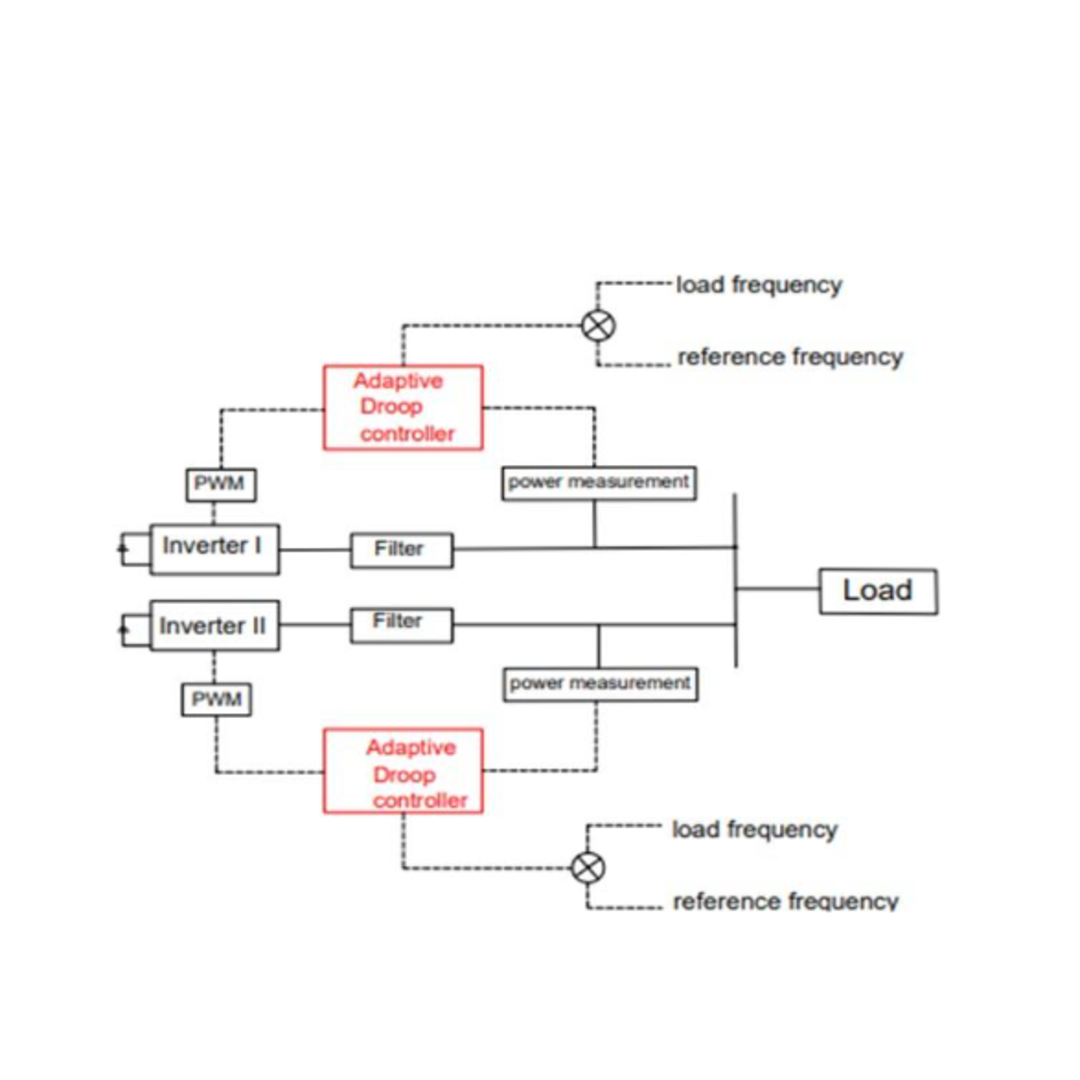 load frequency
reference frequency
Adaptive
Droop
controller
PWM
power measurement
Inverter I
Filter
Load
Inverter II
Filter
power measurement
PWM
Adaptive
Droop
controller
load frequency
reference frequency